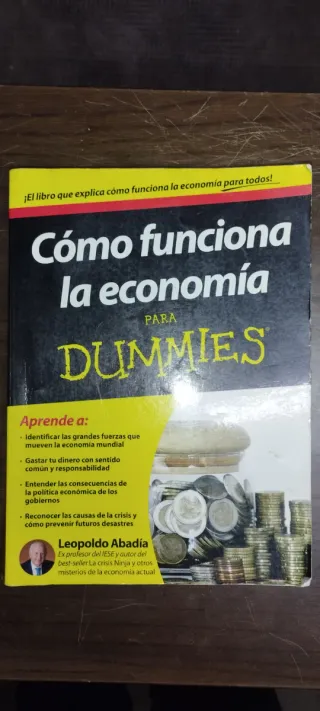 ¡El libro que explica cómo funciona la economía para todos!
Cómo funciona
la economía
PARA
DUMMIES®
Aprende a:
• identificar las grandes fuerzas que
mueven la economía mundial
• Gastar tu dinero con sentido
común y responsabilidad
• Entender las consecuencias de
la política económica de los
gobiernos
• Reconocer las causas de la crisis y
cómo prevenir futuros desastres
Leopoldo Abadía
Ex profesor del IESE y autor del
best-seller La crisis Ninja y otros
misterios de la economía actual